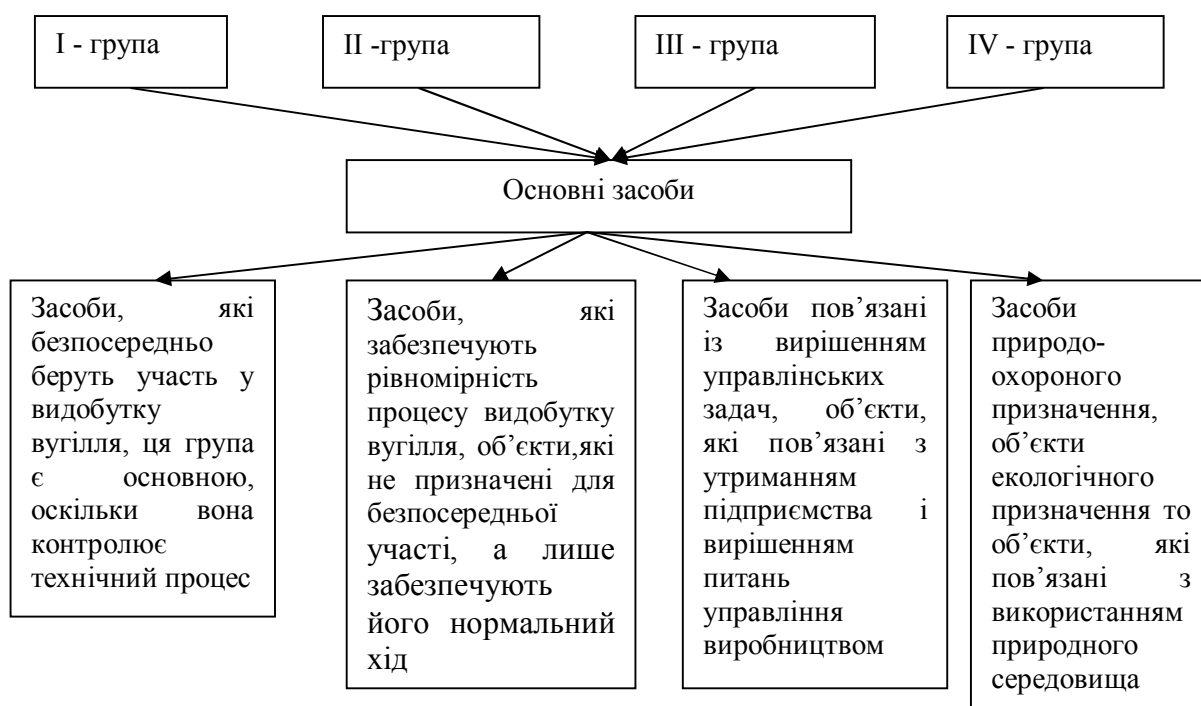 І - група
ІІ -група
ІІІ - група
IV - група
Основні засоби
Засоби, які
безпосередньо
беруть участь у
видобутку
вугілля, ця група
є основною,
оскільки вона
контролює
технічний процес
Засоби, які
забезпечують
рівномірність
процесу видобутку
вугілля, об’єкти,які
не призначені для
безпосередньої
участі, а лише
забезпечують
його нормальний
хід
Засоби пов’язані
із вирішенням
управлінських
задач, об’єкти,
які пов’язані з
утриманням
підприємства і
вирішенням
питань
управління
виробництвом
Засоби
природо-
охороного
призначення,
об’єкти
екологічного
призначення то
об’єкти, які
пов’язані з
використанням
природного
середовища